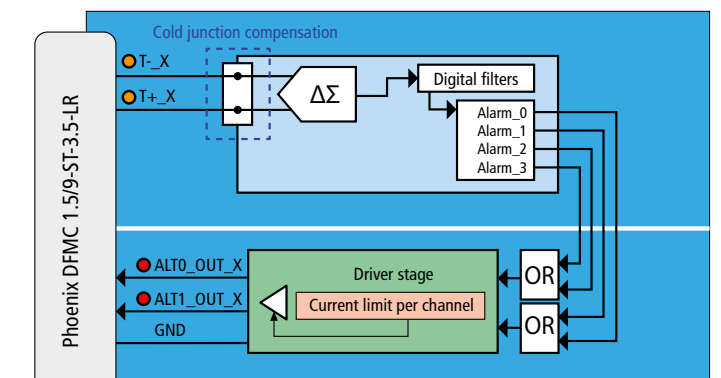 Cold junction compensation
Phoenix DFMC 1.5/9-ST-3.5-LR
T-_X
T+_X
ΔΣ
Digital filters
Alarm_0
Alarm_1
Alarm_2
Alarm_3
ALT0_OUT_X
ALT1_OUT_X
GND
Driver stage
Current limit per channel
OR
OR